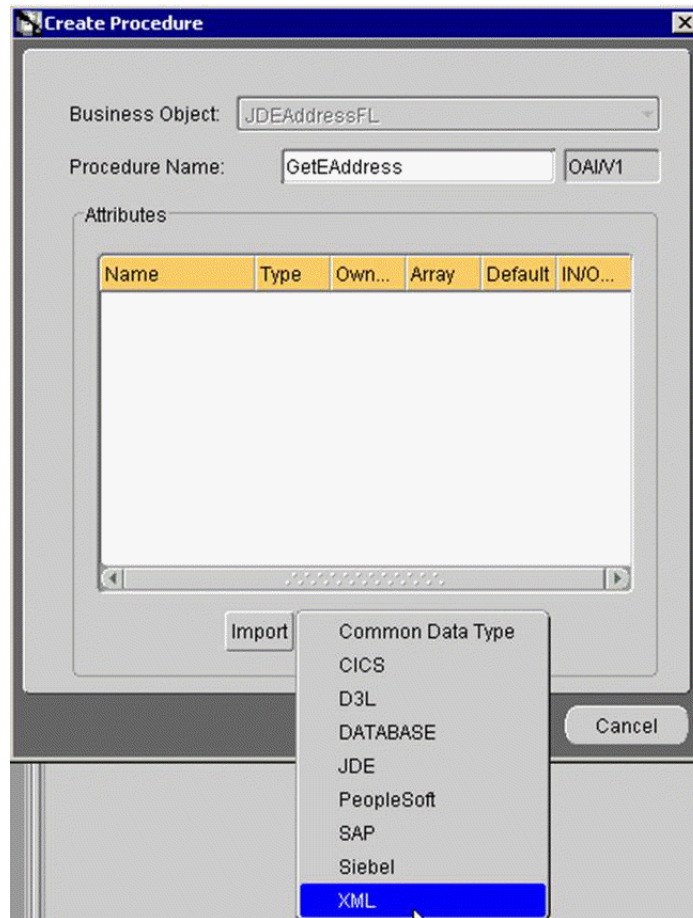 Create Procedure
Business Object: JDEAddressFL
Procedure Name: GetEAddress OAI/V1
Attributes
Name Type Own... Array Default IN/O...
Import
Common Data Type
CICS
D3L
DATABASE
JDE
PeopleSoft
SAP
Siebel
XML
Cancel